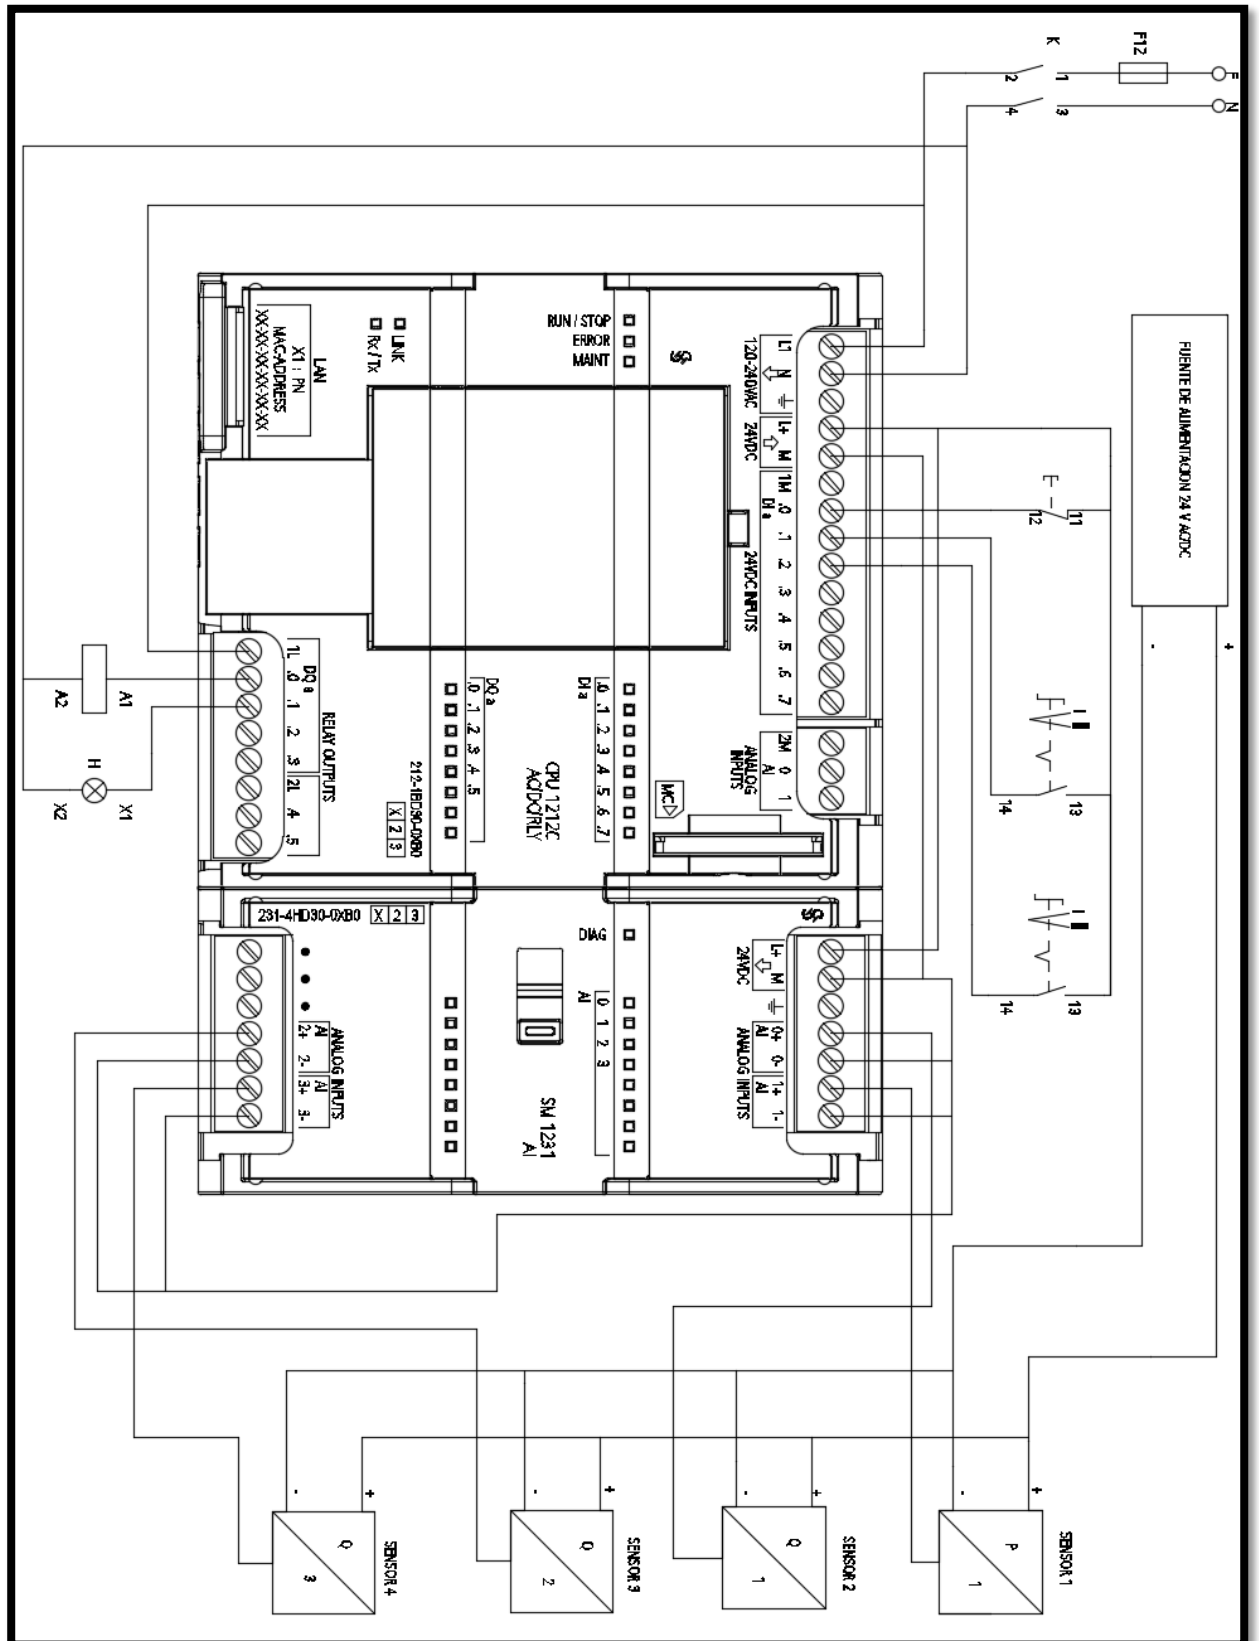 F
N
F12
1
2
3
4
K
FUENTE DE ALIMENTACION 24 V AC/DC
+
-
11
12
13
14
13
14
L1 N
120-240VAC
L+ M
24VDC
1M .0 .1 .2 .3 .4 .5 .6 .7
DI a
24VDC INPUTS
2M 0 1
AI
ANALOG
INPUTS
RUN / STOP
ERROR
MAINT
MC
DI a
.0 .1 .2 .3 .4 .5 .6 .7
CPU 1212C
AC/DC/RLY
DQ a
.0 .1 .2 .3 .4 .5
212-1BD30-0XB0
X 2 3
LINK
Rx / Tx
LAN
X1 : PN
MAC-ADDRESS
XX-XX-XX-XX-XX-XX
RELAY OUTPUTS
DQ a
1L .0 .1 .2 .3 2L .4 .5
A1
A2
H
X1
X2
L+ M
24VDC
0+ 0- 1+ 1-
AI AI
ANALOG INPUTS
DIAG
AI
0 1 2 3
SM 1231
AI
231-4HD30-0XB0
X 2 3
ANALOG INPUTS
AI AI
2+ 2- 3+ 3-
SENSOR 1
+
-
P
1
SENSOR 2
+
-
Q
1
SENSOR 3
+
-
Q
2
SENSOR 4
+
-
Q
3